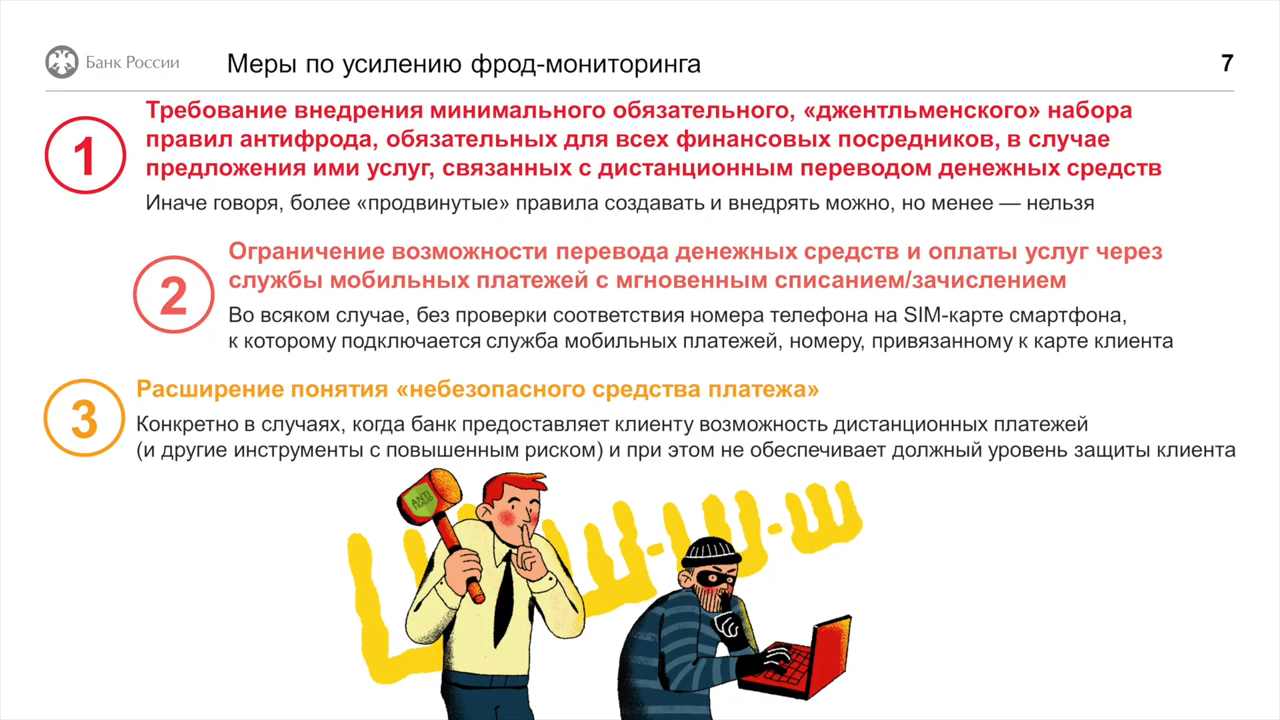 Банк России
Меры по усилению фрод-мониторинга
7
1
Требование внедрения минимального обязательного, «джентльменского» набора
правил антифрода, обязательных для всех финансовых посредников, в случае
предложения ими услуг, связанных с дистанционным переводом денежных средств
Иначе говоря, более «продвинутые» правила создавать и внедрять можно, но менее — нельзя
2
Ограничение возможности перевода денежных средств и оплаты услуг через
службы мобильных платежей с мгновенным списанием/зачислением
Во всяком случае, без проверки соответствия номера телефона на SIM-карте смартфона,
к которому подключается служба мобильных платежей, номеру, привязанному к карте клиента
3
Расширение понятия «небезопасного средства платежа»
Конкретно в случаях, когда банк предоставляет клиенту возможность дистанционных платежей
(и другие инструменты с повышенным риском) и при этом не обеспечивает должный уровень защиты клиента
ANTI
FRAUD
Ш-Ш-Ш-Ш